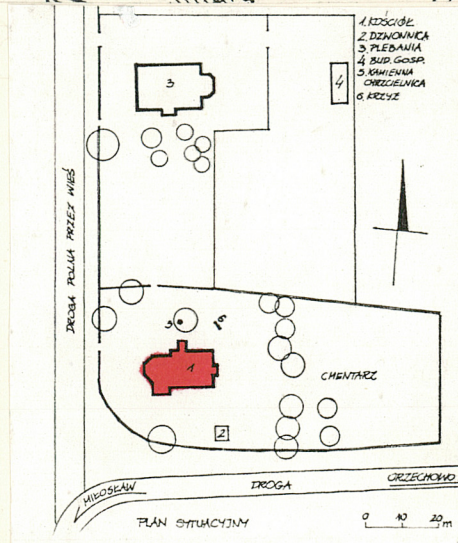 1. KOŚCIÓŁ
2. DZWONNICA
3. PLEBANIA
4. BUD. GOSP.
5. KAMIENNA
CHRZCIELNICA
6. KRZYŻ
3
4
DROGA POLNA PRZEZ WIEŚ
5
6
1
CMENTARZ
2
MIŁOSŁAW
DROGA
ORZECHOWO
PLAN SYTUACYJNY
0 10 20 m